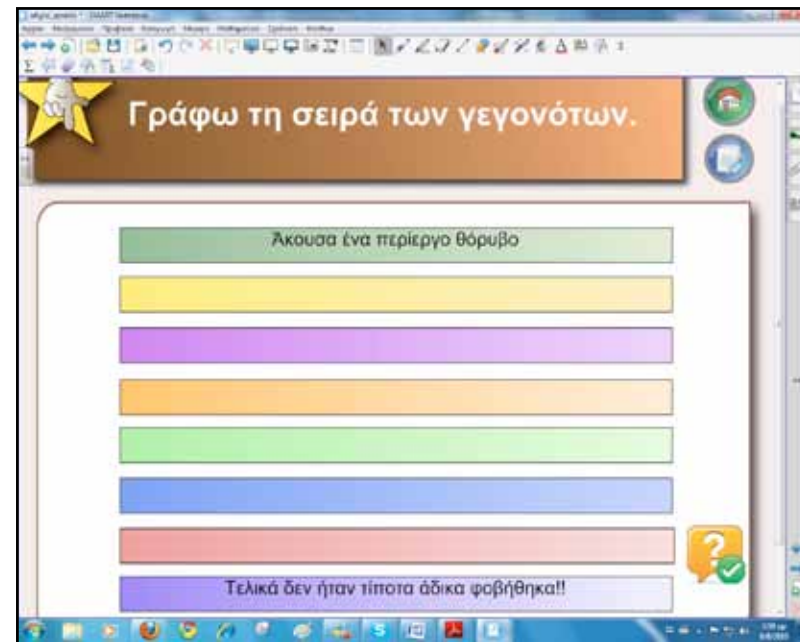 Γράφω τη σειρά των γεγονότων.
Άκουσα ένα περίεργο θόρυβο
Τελικά δεν ήταν τίποτα άδικα φοβήθηκα!!